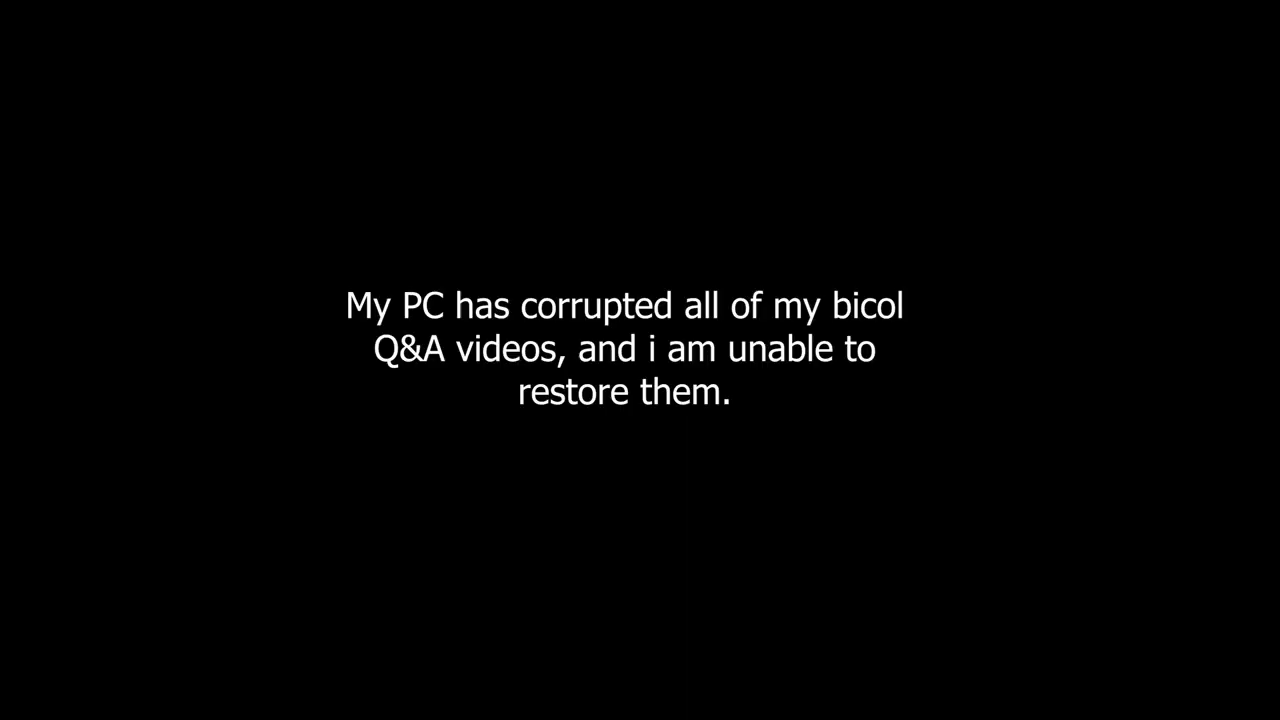 My PC has corrupted all of my bicol
Q&A videos, and i am unable to
restore them.